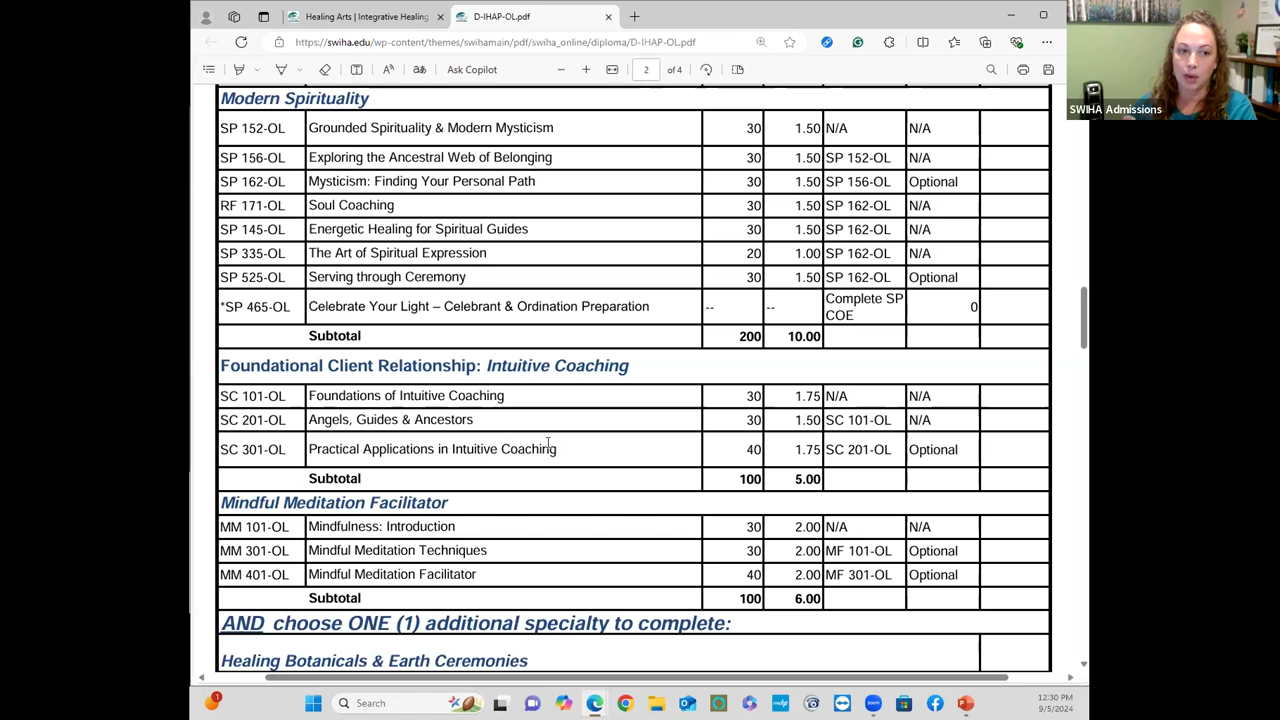 Healing Arts | Integrative Healing
D-IHAP-OL.pdf
https://swiha.edu/wp-content/themes/swihamain/pdf/swiha_online/diploma/D-IHAP-OL.pdf
Ask Copilot
2 of 4
SWIHA Admissions
Modern Spirituality
SP 152-OL Grounded Spirituality & Modern Mysticism 30 1.50 N/A N/A
SP 156-OL Exploring the Ancestral Web of Belonging 30 1.50 SP 152-OL N/A
SP 162-OL Mysticism: Finding Your Personal Path 30 1.50 SP 156-OL Optional
RF 171-OL Soul Coaching 30 1.50 SP 162-OL N/A
SP 145-OL Energetic Healing for Spiritual Guides 30 1.50 SP 162-OL N/A
SP 335-OL The Art of Spiritual Expression 20 1.00 SP 162-OL N/A
SP 525-OL Serving through Ceremony 30 1.50 SP 162-OL Optional
*SP 465-OL Celebrate Your Light – Celebrant & Ordination Preparation -- -- Complete SP COE 0
Subtotal 200 10.00
Foundational Client Relationship: Intuitive Coaching
SC 101-OL Foundations of Intuitive Coaching 30 1.75 N/A N/A
SC 201-OL Angels, Guides & Ancestors 30 1.50 SC 101-OL N/A
SC 301-OL Practical Applications in Intuitive Coaching 40 1.75 SC 201-OL Optional
Subtotal 100 5.00
Mindful Meditation Facilitator
MM 101-OL Mindfulness: Introduction 30 2.00 N/A N/A
MM 301-OL Mindful Meditation Techniques 30 2.00 MF 101-OL Optional
MM 401-OL Mindful Meditation Facilitator 40 2.00 MF 301-OL Optional
Subtotal 100 6.00
AND choose ONE (1) additional specialty to complete:
Healing Botanicals & Earth Ceremonies
1
Search
zoom
12:30 PM
9/5/2024